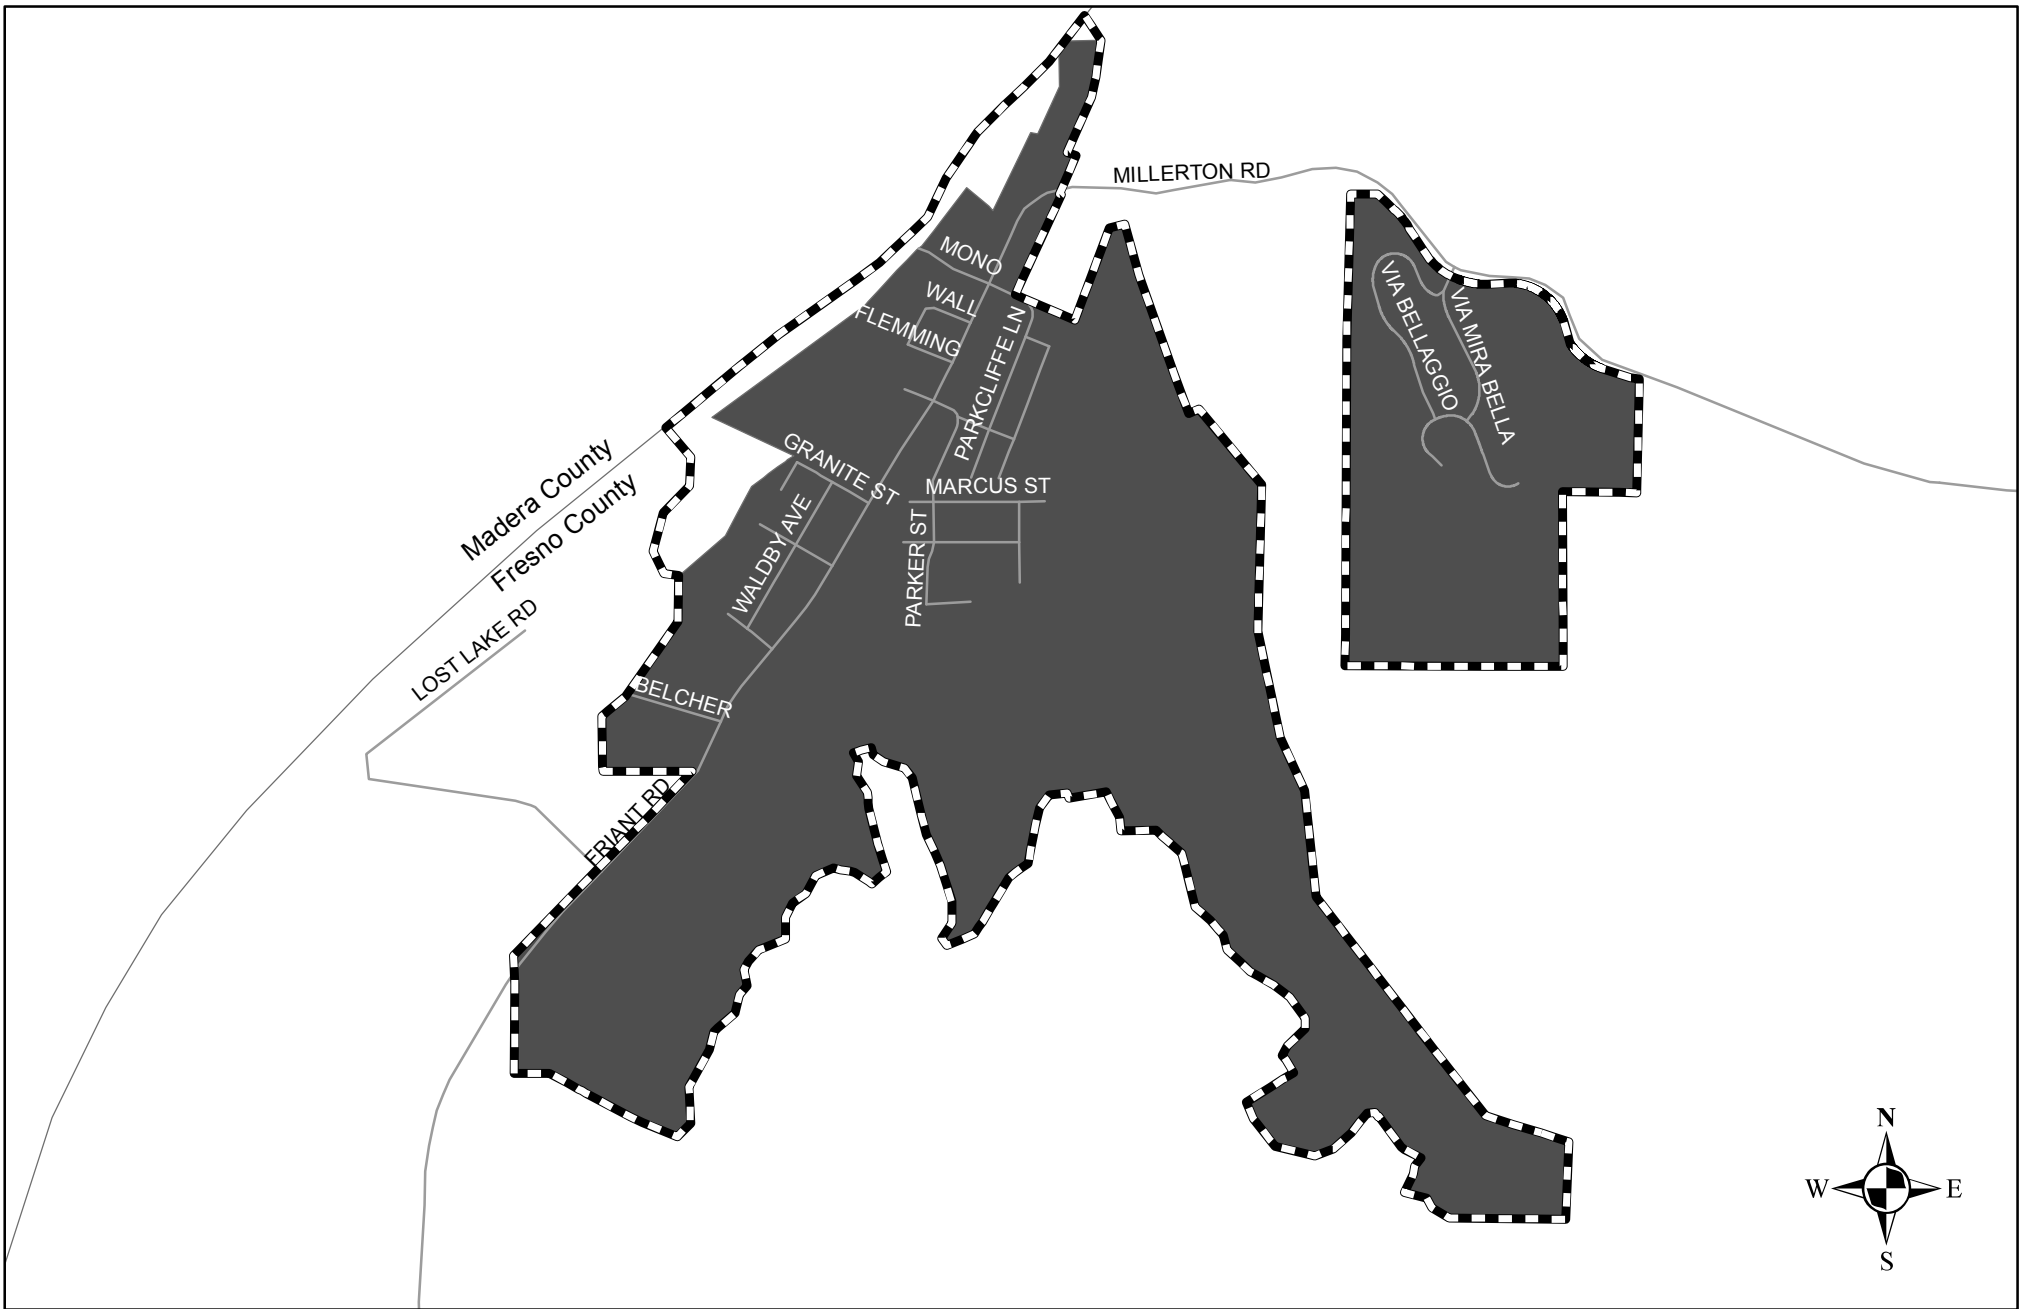 MILLERTON RD
MONO
WALL
FLEMMING
PARKCLIFFE LN
VIA BELLAGGIO
VIA MIRA BELLA
GRANITE ST
MARCUS ST
WALDBY AVE
PARKER ST
Madera County
Fresno County
LOST LAKE RD
BELCHER
FRIANT RD
N
W
E
S